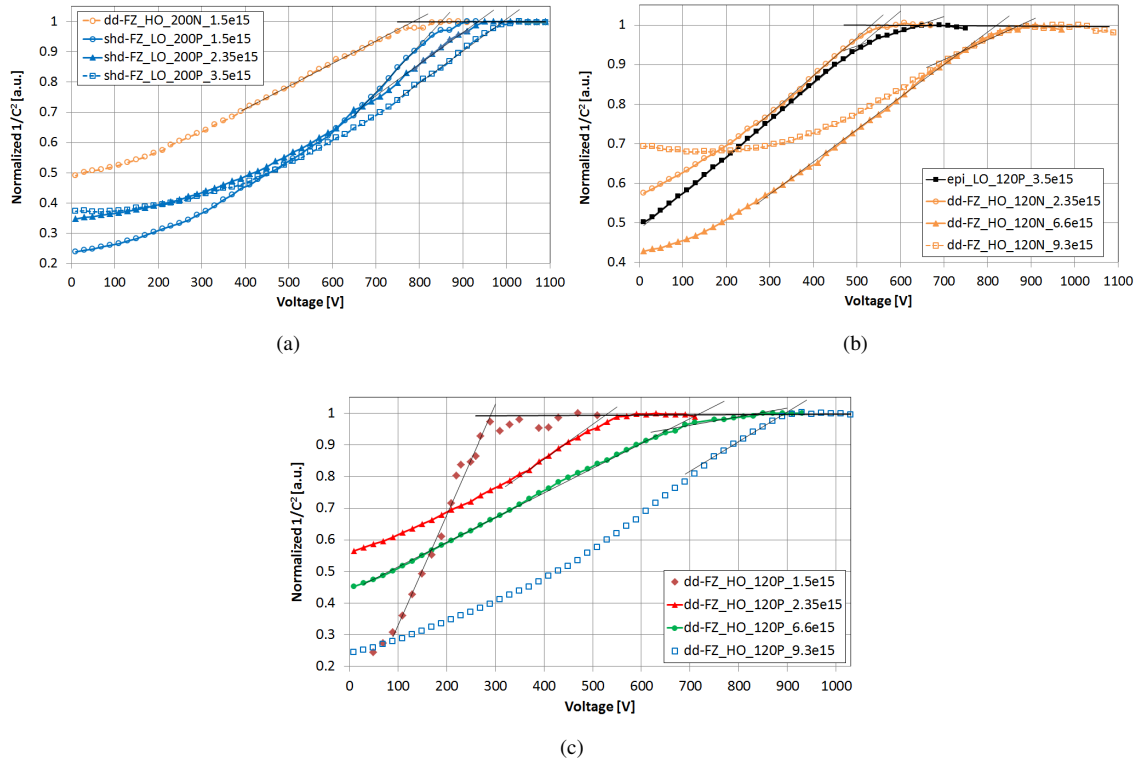 Normalized 1/C² [a.u.]
1
0.9
0.8
0.7
0.6
0.5
0.4
0.3
0.2
dd-FZ_HO_200N_1.5e15
shd-FZ_LO_200P_1.5e15
shd-FZ_LO_200P_2.35e15
shd-FZ_LO_200P_3.5e15
0 100 200 300 400 500 600 700 800 900 1000 1100
Voltage [V]
(a)
Normalized 1/C² [a.u.]
1
0.9
0.8
0.7
0.6
0.5
0.4
epi_LO_120P_3.5e15
dd-FZ_HO_120N_2.35e15
dd-FZ_HO_120N_6.6e15
dd-FZ_HO_120N_9.3e15
0 100 200 300 400 500 600 700 800 900 1000 1100
Voltage [V]
(b)
Normalized 1/C² [a.u.]
1
0.9
0.8
0.7
0.6
0.5
0.4
0.3
0.2
dd-FZ_HO_120P_1.5e15
dd-FZ_HO_120P_2.35e15
dd-FZ_HO_120P_6.6e15
dd-FZ_HO_120P_9.3e15
0 100 200 300 400 500 600 700 800 900 1000
Voltage [V]
(c)